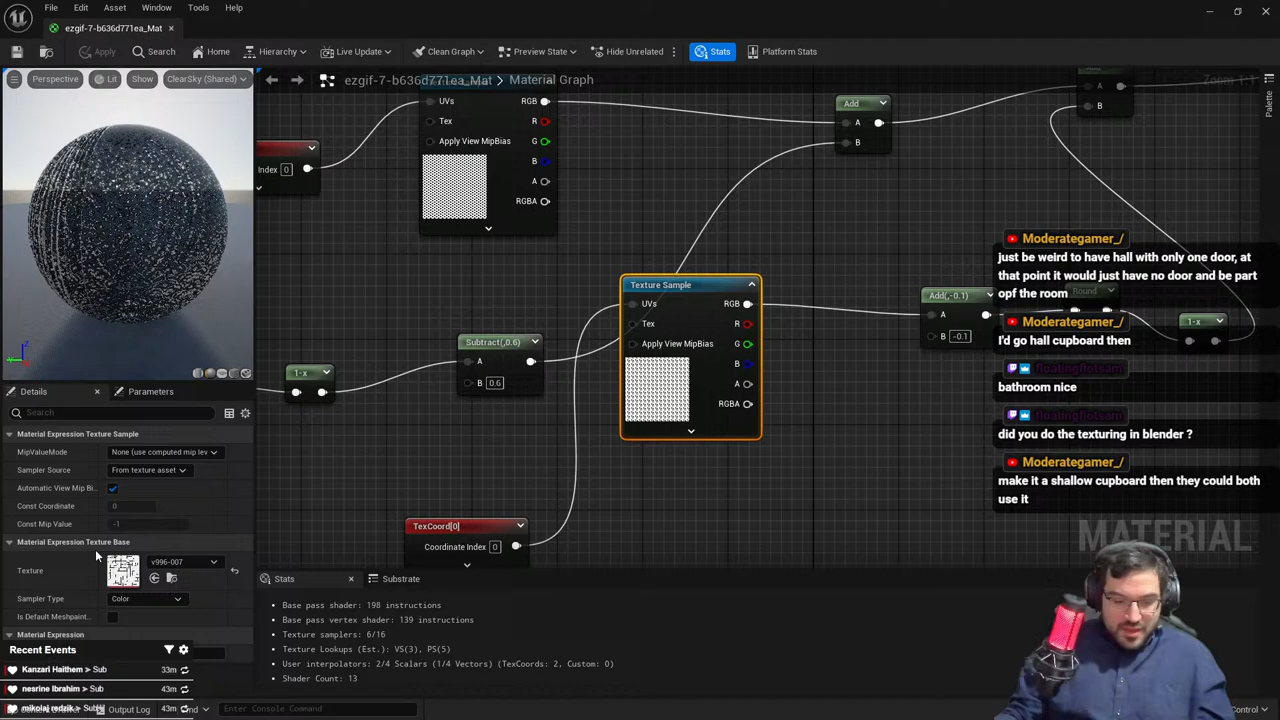 File
Edit
Asset
Window
Tools
Help
ezgif-7-b636d771ea_Mat
Apply
Search
Home
Hierarchy
Live Update
Clean Graph
Preview State
Hide Unrelated
Stats
Platform Stats
Perspective
Lit
Show
ClearSky (Shared)
ezgif-7-b636d771ea_Mat > Material Graph
Zoom 1:1
Palette
Index 0
UVs
RGB
Tex
R
Apply View MipBias
G
B
A
RGBA
Add
A
B
A
B
Texture Sample
UVs
RGB
Tex
R
Apply View MipBias
G
B
A
RGBA
Subtract(,0.6)
A
B 0.6
1-x
TexCoord[0]
Coordinate Index 0
Add(,-0.1)
A
B -0.1
Round
1-x
MATERIAL
Moderategamer_/
just be weird to have hall with only one door, at
that point it would just have no door and be part
opf the room
Moderategamer_/
I'd go hall cupboard then
floatingflotsam
bathroom nice
floatingflotsam
did you do the texturing in blender ?
Moderategamer_/
make it a shallow cupboard then they could both
use it
Details
Parameters
Search
Material Expression Texture Sample
MipValueMode
None (use computed mip lev
Sampler Source
From texture asset
Automatic View Mip Bi...
Const Coordinate
0
Const Mip Value
-1
Material Expression Texture Base
Texture
v996-007
Sampler Type
Color
Is Default Meshpaint...
Material Expression
Recent Events
Kanzari Haithem > Sub
33m
nesrine Ibrahim > Sub
43m
43m
Output Log
Enter Console Command
Stats
Substrate
Base pass shader: 198 instructions
Base pass vertex shader: 139 instructions
Texture samplers: 6/16
Texture Lookups (Est.): VS(3), PS(5)
User interpolators: 2/4 Scalars (1/4 Vectors) (TexCoords: 2, Custom: 0)
Shader Count: 13
Control